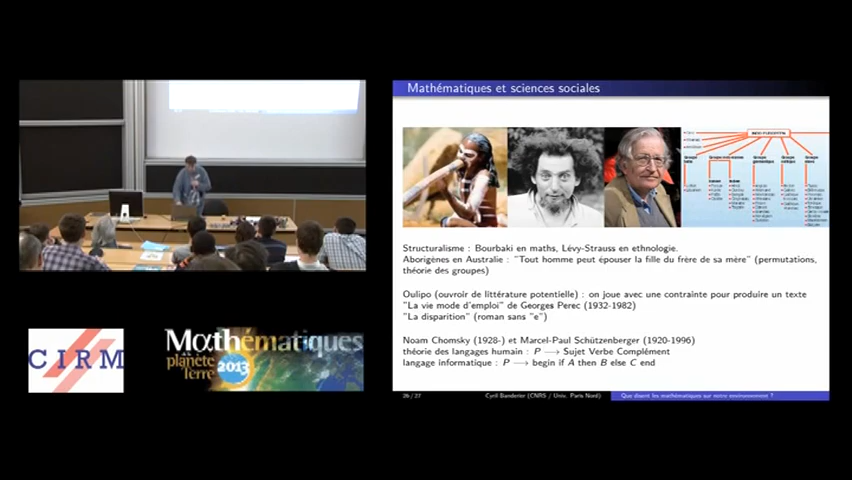 Mathématiques et sciences sociales
Structuralisme : Bourbaki en maths, Lévy-Strauss en ethnologie.
Aborigènes en Australie : "Tout homme peut épouser la fille du frère de sa mère" (permutations,
théorie des groupes)
Oulipo (ouvroir de littérature potentielle) : on joue avec une contrainte pour produire un texte
"La vie mode d'emploi" de Georges Perec (1932-1982)
"La disparition" (roman sans "e")
Noam Chomsky (1928-) et Marcel-Paul Schützenberger (1920-1996)
théorie des langages humain : P ⟶ Sujet Verbe Complément
langage informatique : P ⟶ begin if A then B else C end
26 / 27 Cyril Banderier (CNRS / Univ. Paris Nord) Que disent les mathématiques sur notre environnement ?
CIRM
Mathématiques
planète
Terre
2013